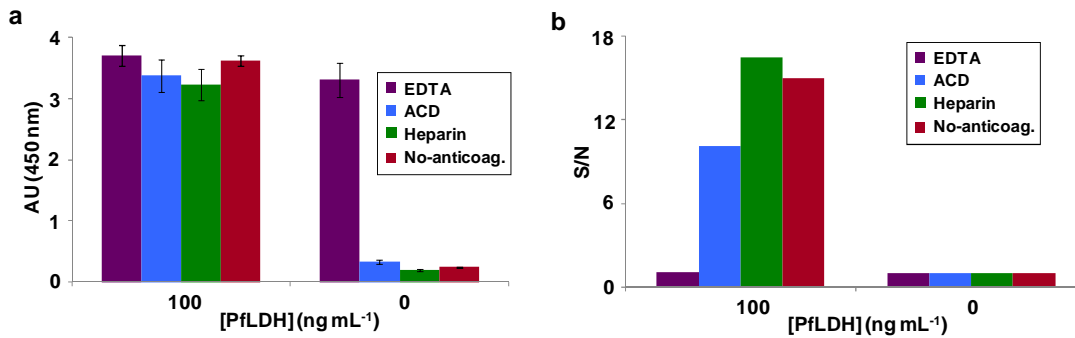 a
4
3
2
1
0
AU (450 nm)
EDTA
ACD
Heparin
No-anticoag.
100
0
[PfLDH] (ng mL⁻¹)
b
18
12
6
0
S/N
EDTA
ACD
Heparin
No-anticoag.
100
0
[PfLDH] (ng mL⁻¹)